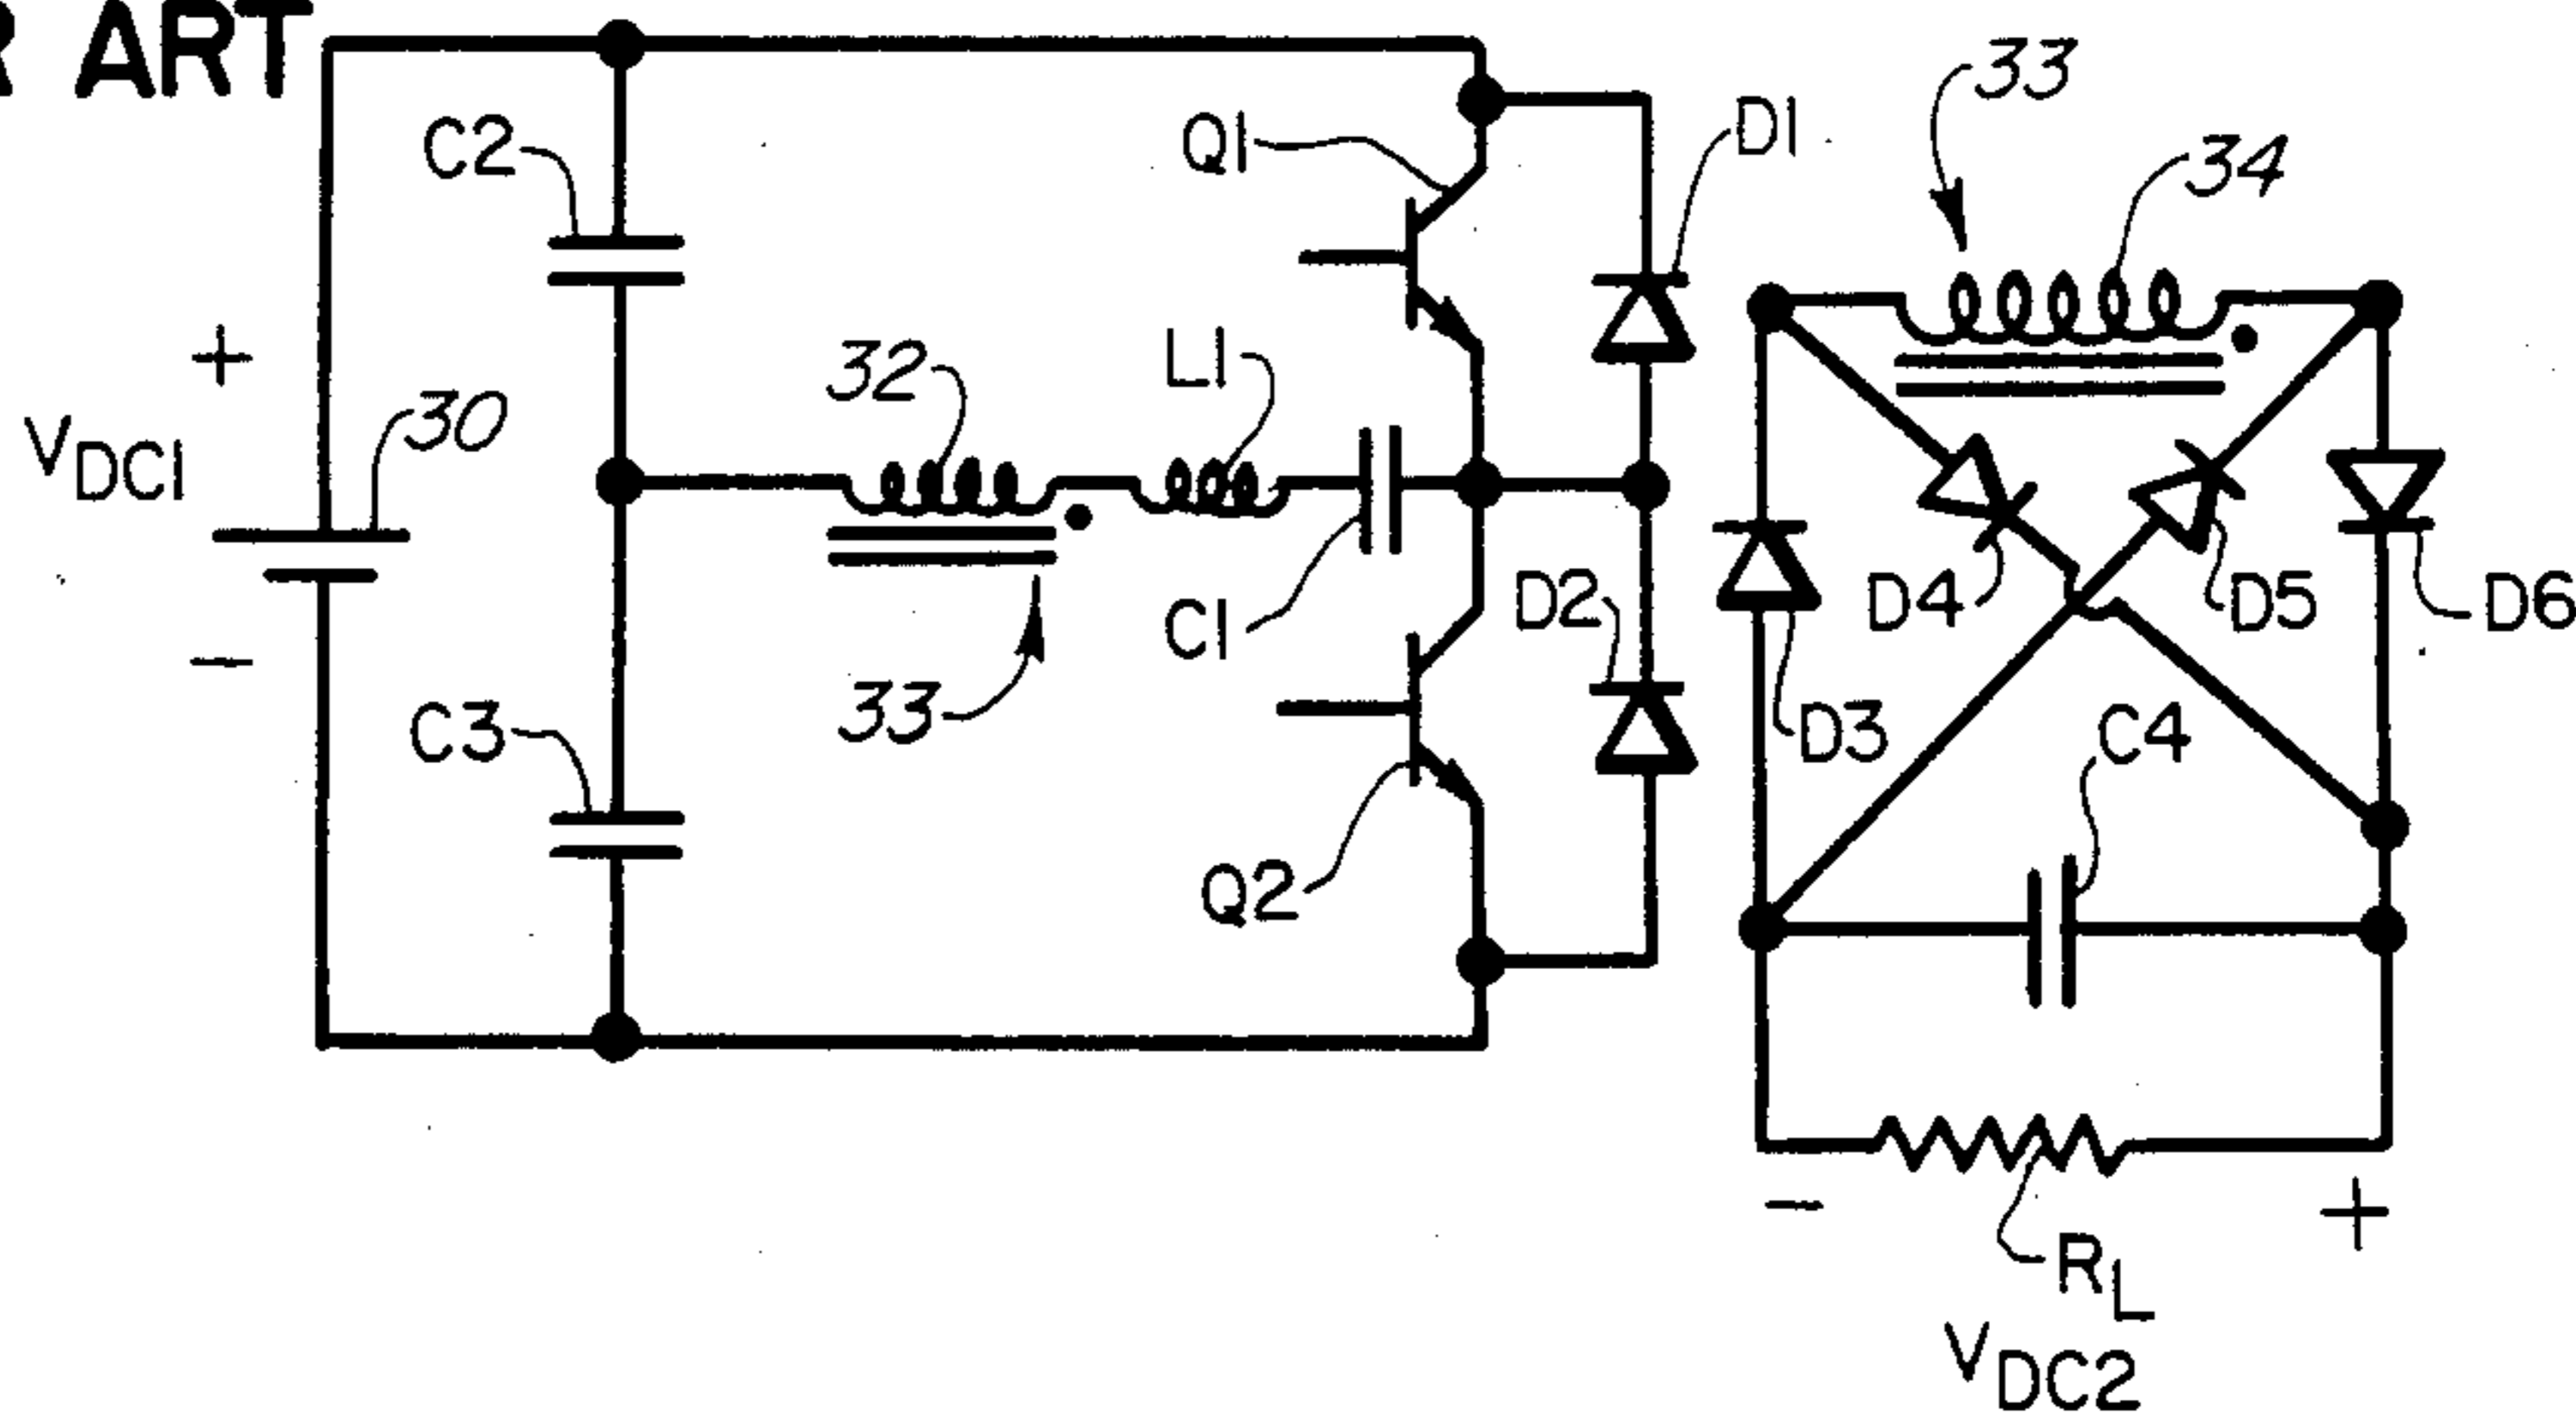 R ART
C2
Q1
D1
33
34
+
32
L1
30
V DC1
D4
D5
D6
D2
C1
−
33
C3
D3
C4
Q2
−
+
R L
V DC2